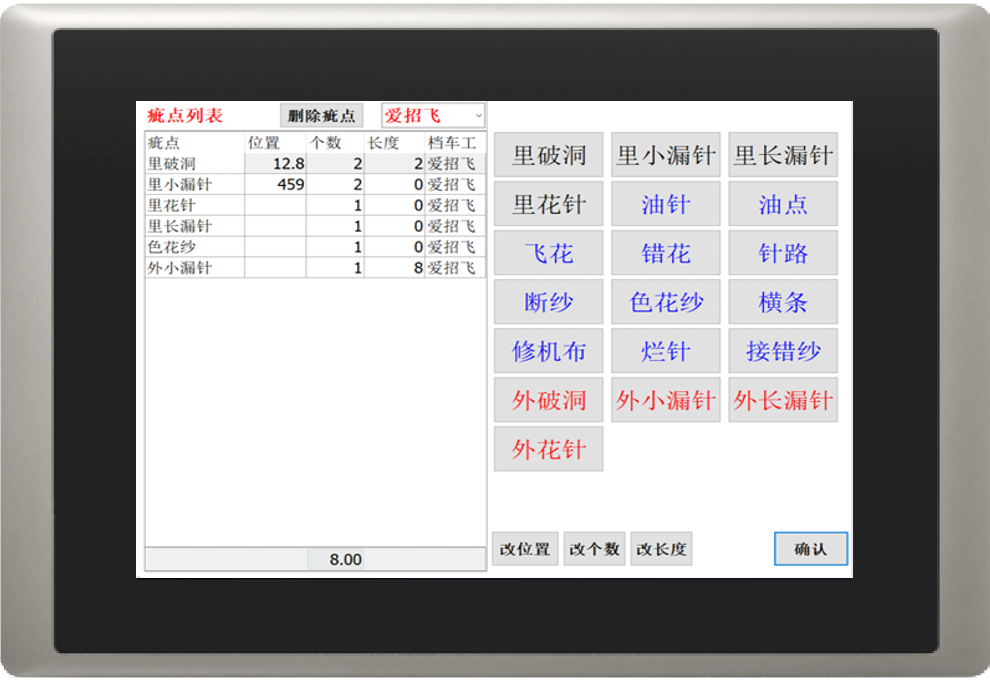 疵点列表 删除疵点 爱招飞
疵点 位置 个数 长度 档车工
里破洞 12.8 2 2 爱招飞
里小漏针 459 2 0 爱招飞
里花针 1 0 爱招飞
里长漏针 1 0 爱招飞
色花纱 1 0 爱招飞
外小漏针 1 8 爱招飞
8.00
里破洞 里小漏针 里长漏针
里花针 油针 油点
飞花 错花 针路
断纱 色花纱 横条
修机布 烂针 接错纱
外破洞 外小漏针 外长漏针
外花针
改位置 改个数 改长度 确认